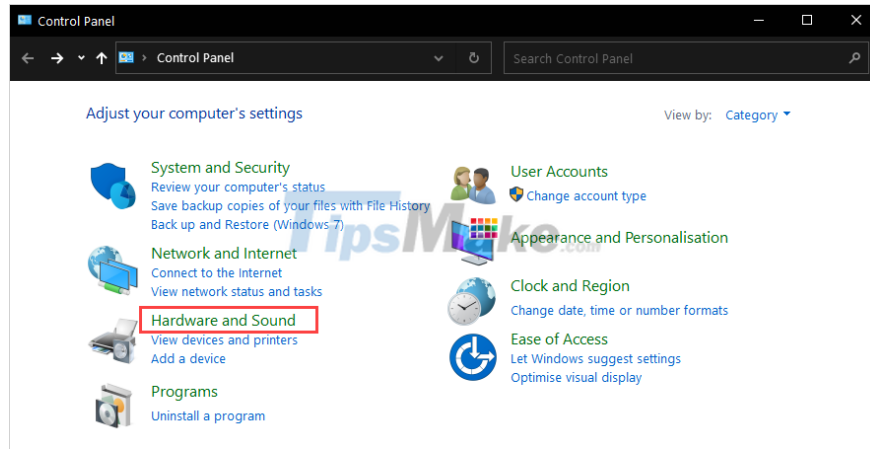 Control Panel
Control Panel
Search Control Panel
Adjust your computer's settings
View by: Category
System and Security
Review your computer's status
Save backup copies of your files with File History
Back up and Restore (Windows 7)
Network and Internet
Connect to the Internet
View network status and tasks
Hardware and Sound
View devices and printers
Add a device
Programs
Uninstall a program
User Accounts
Change account type
Appearance and Personalisation
Clock and Region
Change date, time or number formats
Ease of Access
Let Windows suggest settings
Optimise visual display
TipsMake.com